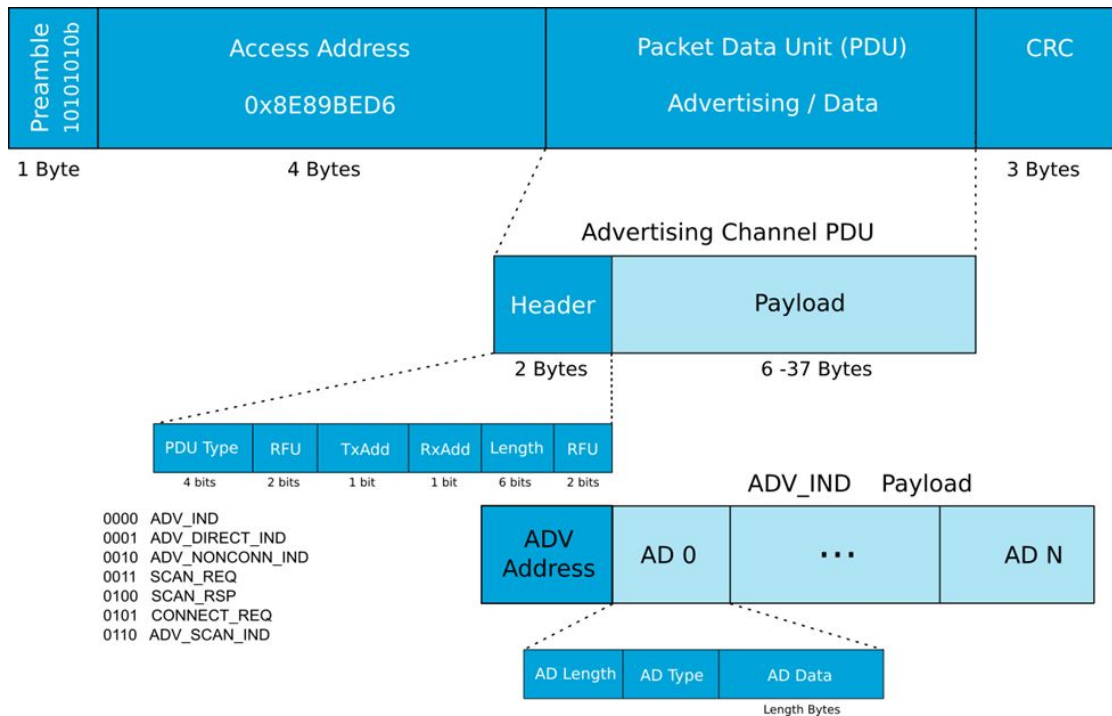 Preamble
10101010b
Access Address
0x8E89BED6
Packet Data Unit (PDU)
Advertising / Data
CRC
1 Byte
4 Bytes
3 Bytes
Advertising Channel PDU
Header
Payload
2 Bytes
6 -37 Bytes
PDU Type
RFU
TxAdd
RxAdd
Length
RFU
4 bits
2 bits
1 bit
1 bit
6 bits
2 bits
0000 ADV_IND
0001 ADV_DIRECT_IND
0010 ADV_NONCONN_IND
0011 SCAN_REQ
0100 SCAN_RSP
0101 CONNECT_REQ
0110 ADV_SCAN_IND
ADV_IND Payload
ADV
Address
AD 0
...
AD N
AD Length
AD Type
AD Data
Length Bytes